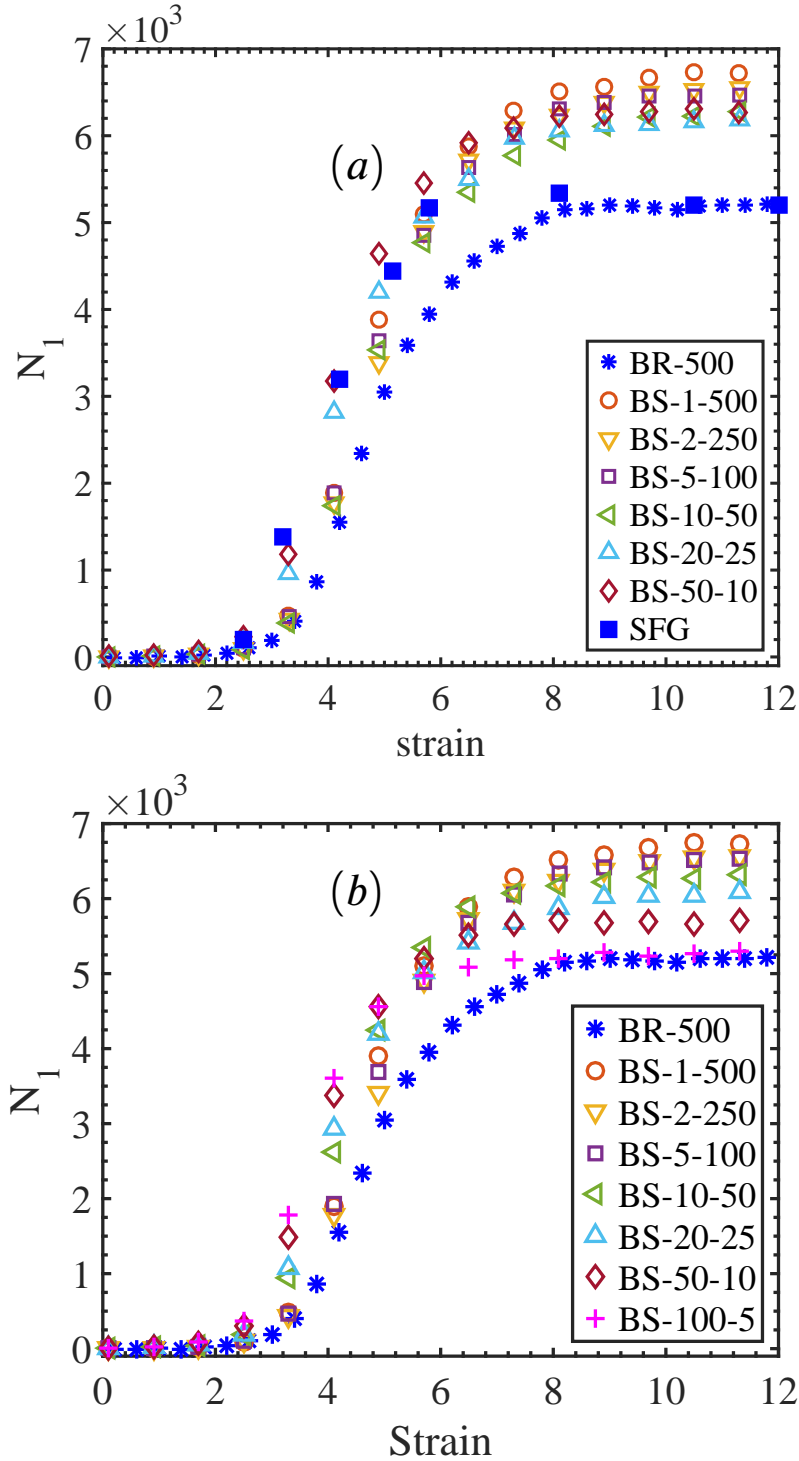 ×10³
7
6
5
4
3
2
1
0
N₁
(a)
BR-500
BS-1-500
BS-2-250
BS-5-100
BS-10-50
BS-20-25
BS-50-10
SFG
0 2 4 6 8 10 12
strain
×10³
7
6
5
4
3
2
1
0
N₁
(b)
BR-500
BS-1-500
BS-2-250
BS-5-100
BS-10-50
BS-20-25
BS-50-10
BS-100-5
0 2 4 6 8 10 12
Strain